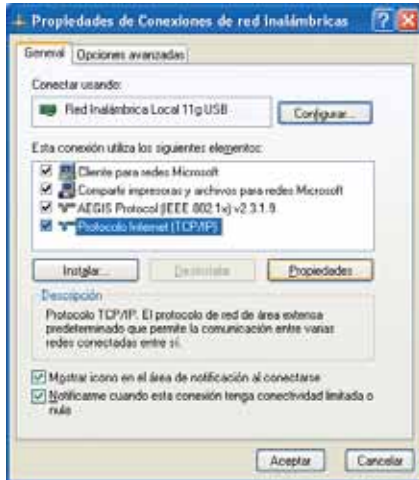 Propiedades de Conexiones de red inalámbricas
General
Opciones avanzadas
Conectar usando:
Red Inalámbrica Local 11g USB
Configurar...
Esta conexión utiliza los siguientes elementos:
Cliente para redes Microsoft
Compartir impresoras y archivos para redes Microsoft
AEGIS Protocol (IEEE 802.1x) v2.3.1.9
Protocolo Internet (TCP/IP)
Instalar...
Desinstalar
Propiedades
Descripción
Protocolo TCP/IP. El protocolo de red de área extensa
predeterminado que permite la comunicación entre varias
redes conectadas entre sí.
Mostrar icono en el área de notificación al conectarse
Notificarme cuando esta conexión tenga conectividad limitada o
nula
Aceptar
Cancelar